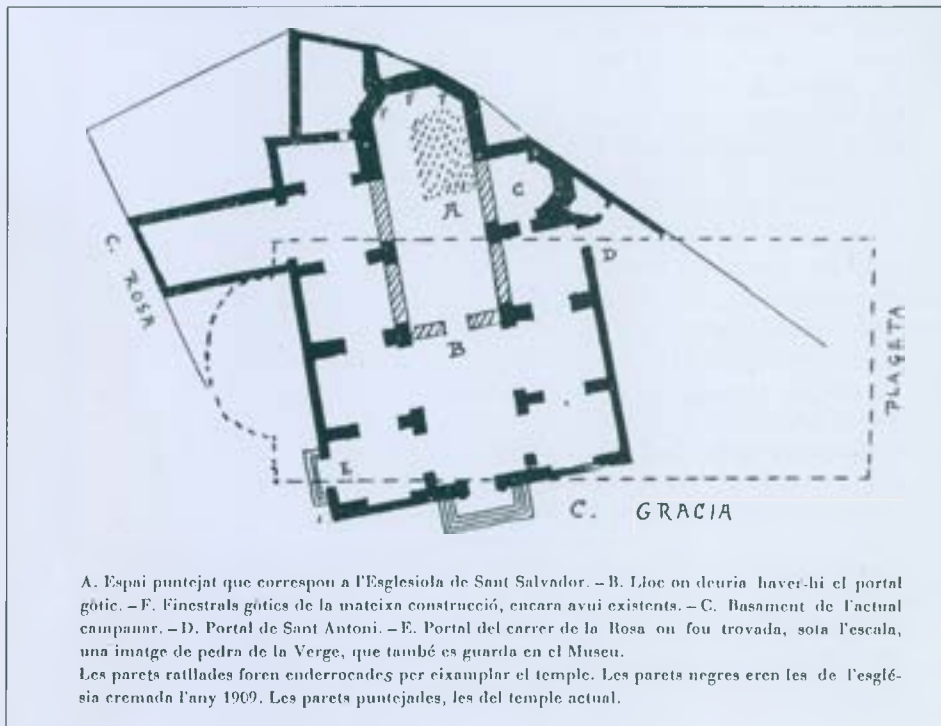 F F F
C
A
D
C. ROSA
B
PLAÇETA
E
C. GRACIA
A. Espai puntejat que correspon a l'Esglesiola de Sant Salvador. – B. Lloc on deuria haver-hi el portal
gòtic. – F. Finestrals gòtics de la mateixa construcció, encara avui existents. – C. Basament de l'actual
campanar. – D. Portal de Sant Antoni. – E. Portal del carrer de la Rosa on fou trovada, sota l'escala,
una imatge de pedra de la Verge, que també es guarda en el Museu.
Les parets ratllades foren enderrocades per eixamplar el temple. Les parets negres eren les de l'esglé-
sia cremada l'any 1909. Les parets puntejades, les del temple actual.